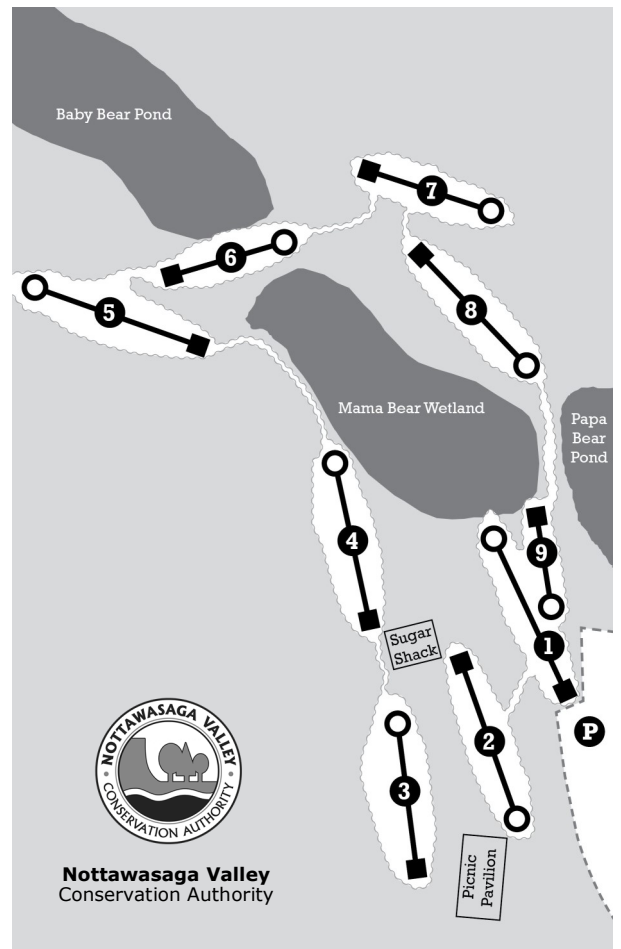 Baby Bear Pond
7
6
5
8
Mama Bear Wetland
Papa
Bear
Pond
4
9
Sugar
Shack
1
2
P
3
NOTTAWASAGA VALLEY
CONSERVATION AUTHORITY
Picnic
Pavilion
Nottawasaga Valley
Conservation Authority